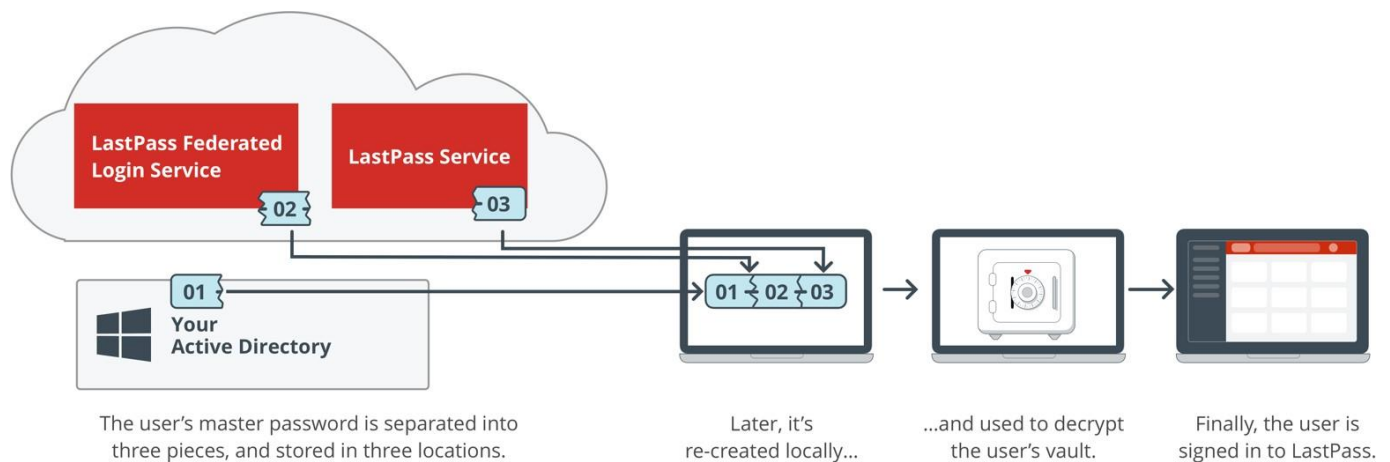 LastPass Federated
Login Service
02
LastPass Service
03
01
Your
Active Directory
01 02 03
The user’s master password is separated into
three pieces, and stored in three locations.
Later, it’s
re-created locally...
...and used to decrypt
the user’s vault.
Finally, the user is
signed in to LastPass.